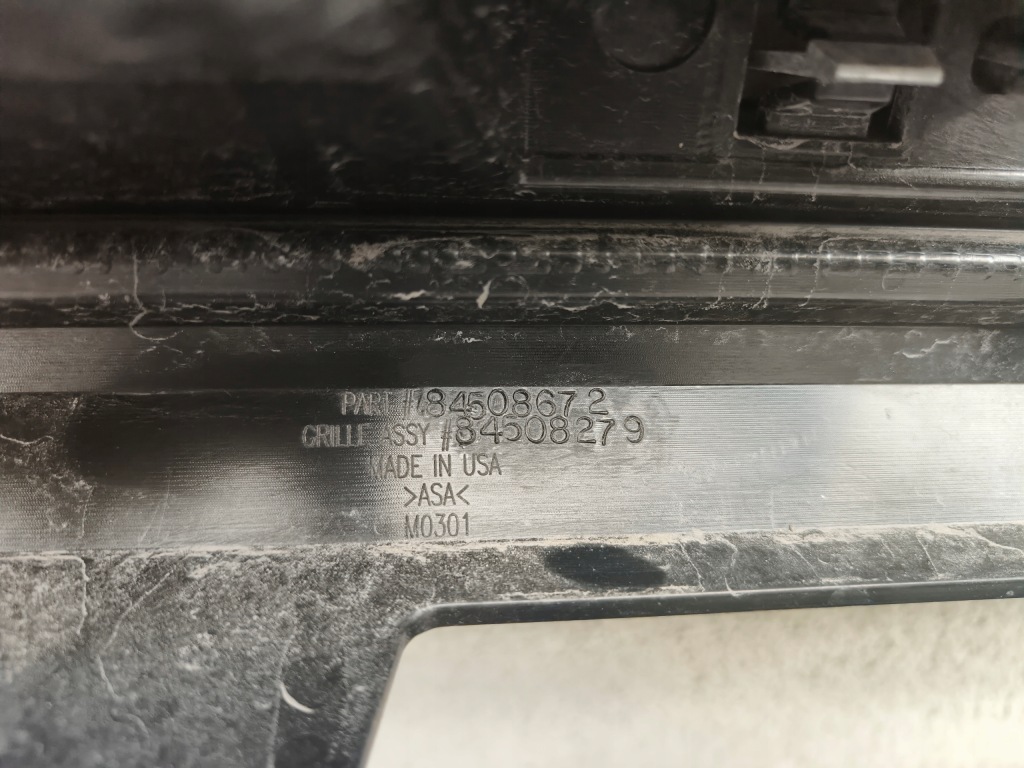 PART #84508672
GRILLE ASSY #84508279
MADE IN USA
>ASA<
M0301